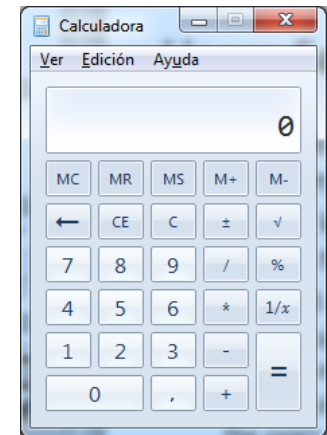 Calculadora
Ver Edición Ayuda
0
MC MR MS M+ M-
← CE C ± √
7 8 9 / %
4 5 6 * 1/x
1 2 3 - =
0 , +